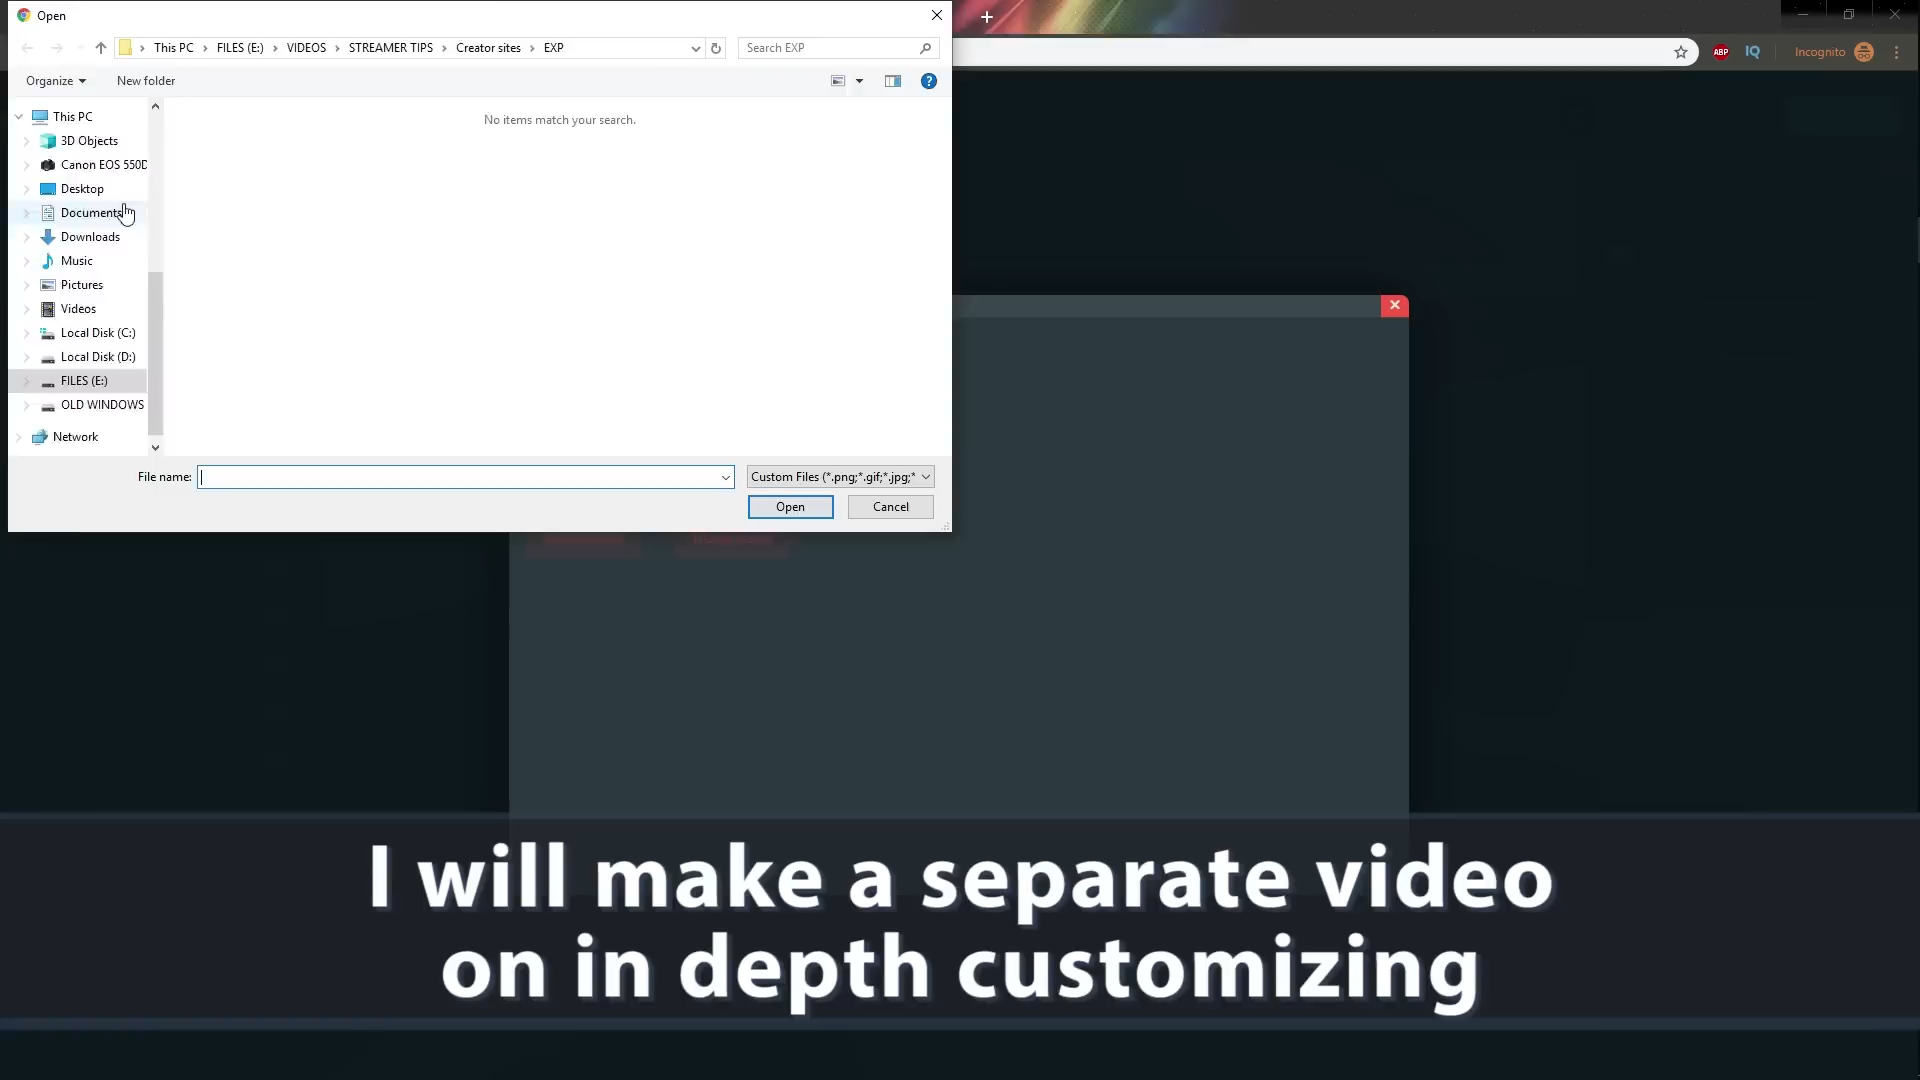 Open
This PC > FILES (E:) > VIDEOS > STREAMER TIPS > Creator sites > EXP
Search EXP
ABP
IQ
Incognito
Organize
New folder
No items match your search.
This PC
3D Objects
Canon EOS 550D
Desktop
Documents
Downloads
Music
Pictures
Videos
Local Disk (C:)
Local Disk (D:)
FILES (E:)
OLD WINDOWS
Network
File name:
Custom Files (*.png;*.gif;*.jpg;*
Open
Cancel
I will make a separate video
on in depth customizing